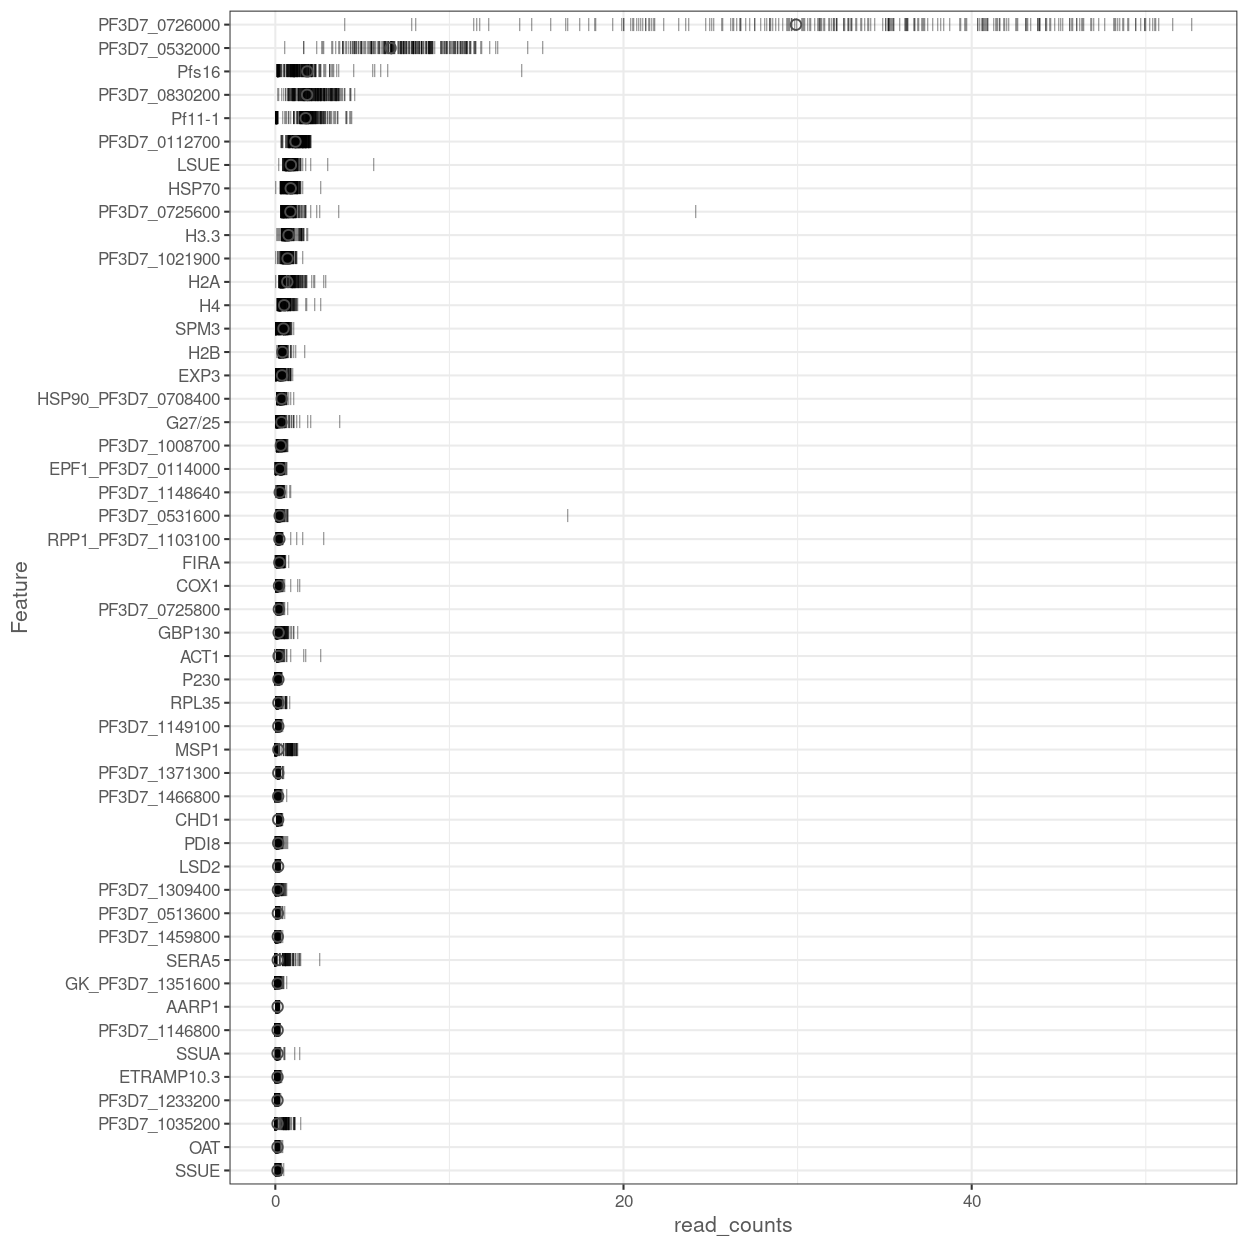 PF3D7_0726000
PF3D7_0532000
Pfs16
PF3D7_0830200
Pf11-1
PF3D7_0112700
LSUE
HSP70
PF3D7_0725600
H3.3
PF3D7_1021900
H2A
H4
SPM3
H2B
EXP3
HSP90_PF3D7_0708400
G27/25
PF3D7_1008700
EPF1_PF3D7_0114000
PF3D7_1148640
PF3D7_0531600
RPP1_PF3D7_1103100
FIRA
COX1
PF3D7_0725800
GBP130
ACT1
P230
RPL35
PF3D7_1149100
MSP1
PF3D7_1371300
PF3D7_1466800
CHD1
PDI8
LSD2
PF3D7_1309400
PF3D7_0513600
PF3D7_1459800
SERA5
GK_PF3D7_1351600
AARP1
PF3D7_1146800
SSUA
ETRAMP10.3
PF3D7_1233200
PF3D7_1035200
OAT
SSUE
Feature
0 20 40
read_counts